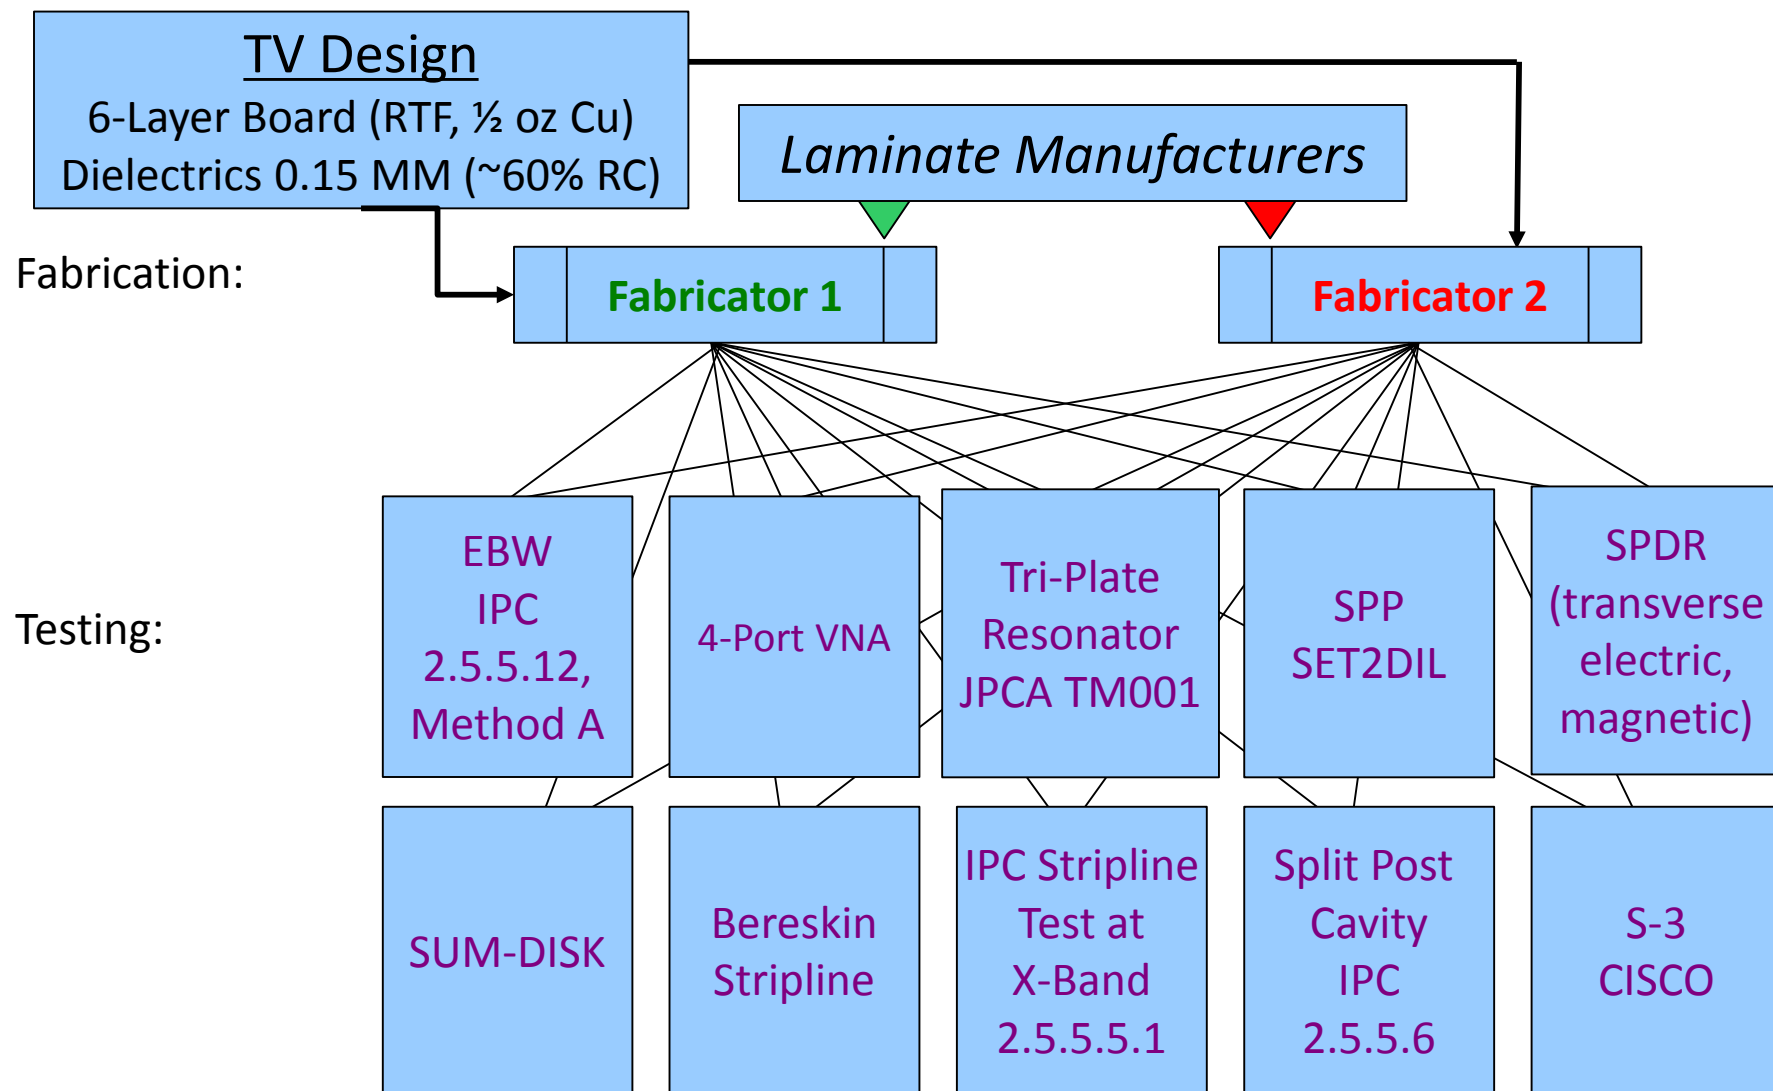 TV Design
6-Layer Board (RTF, ½ oz Cu)
Dielectrics 0.15 MM (~60% RC)
Laminate Manufacturers
Fabrication:
Fabricator 1
Fabricator 2
Testing:
EBW
IPC
2.5.5.12,
Method A
4-Port VNA
Tri-Plate
Resonator
JPCA TM001
SPP
SET2DIL
SPDR
(transverse
electric,
magnetic)
SUM-DISK
Bereskin
Stripline
IPC Stripline
Test at
X-Band
2.5.5.5.1
Split Post
Cavity
IPC
2.5.5.6
S-3
CISCO